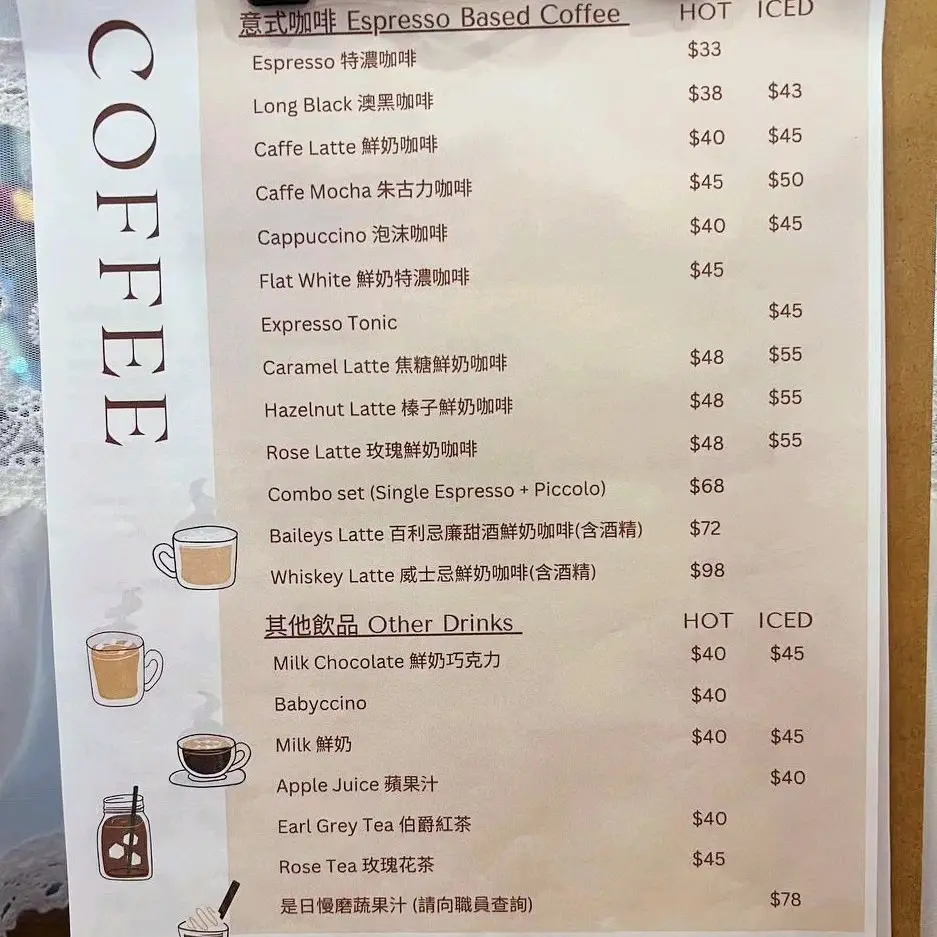 COFFEE
意式咖啡 Espresso Based Coffee HOT ICED
Espresso 特濃咖啡 $33
Long Black 澳黑咖啡 $38 $43
Caffe Latte 鮮奶咖啡 $40 $45
Caffe Mocha 朱古力咖啡 $45 $50
Cappuccino 泡沫咖啡 $40 $45
Flat White 鮮奶特濃咖啡 $45
Expresso Tonic $45
Caramel Latte 焦糖鮮奶咖啡 $48 $55
Hazelnut Latte 榛子鮮奶咖啡 $48 $55
Rose Latte 玫瑰鮮奶咖啡 $48 $55
Combo set (Single Espresso + Piccolo) $68
Baileys Latte 百利忌廉甜酒鮮奶咖啡(含酒精) $72
Whiskey Latte 威士忌鮮奶咖啡(含酒精) $98
其他飲品 Other Drinks HOT ICED
Milk Chocolate 鮮奶巧克力 $40 $45
Babyccino $40
Milk 鮮奶 $40 $45
Apple Juice 蘋果汁 $40
Earl Grey Tea 伯爵紅茶 $40
Rose Tea 玫瑰花茶 $45
是日慢磨蔬果汁 (請向職員查詢) $78